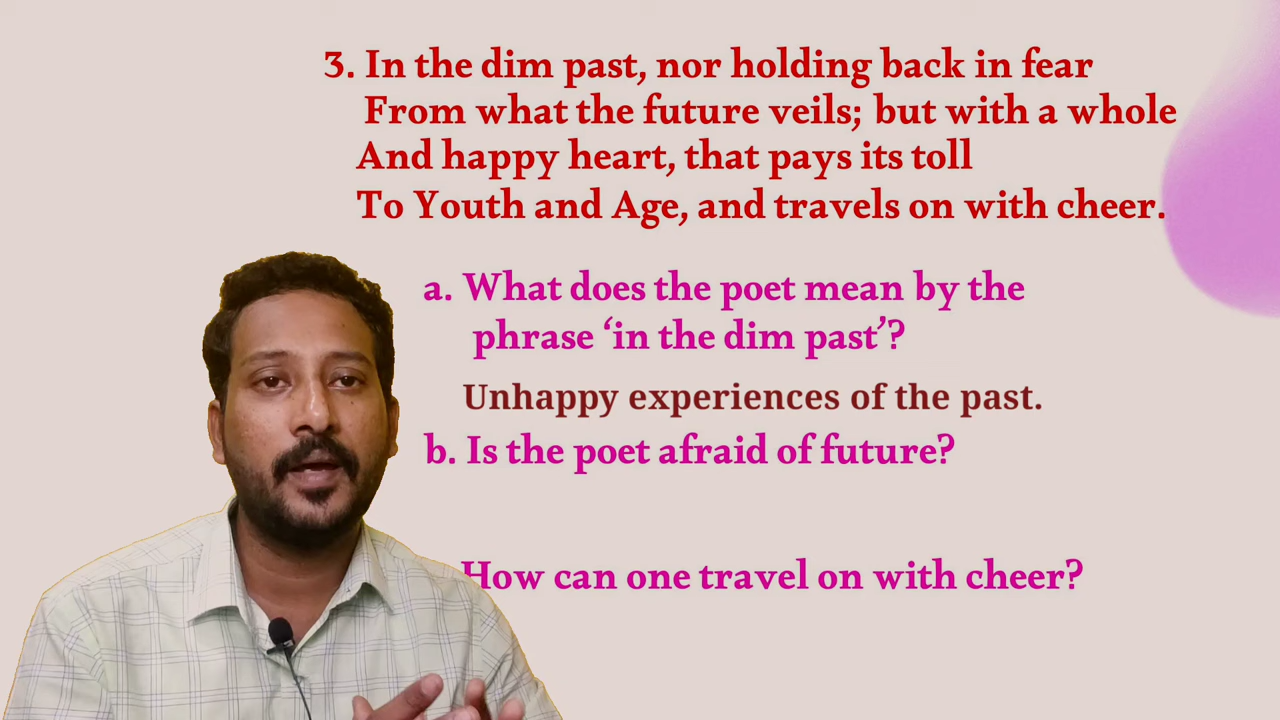 3. In the dim past, nor holding back in fear
From what the future veils; but with a whole
And happy heart, that pays its toll
To Youth and Age, and travels on with cheer.
a. What does the poet mean by the
phrase ‘in the dim past’?
Unhappy experiences of the past.
b. Is the poet afraid of future?
How can one travel on with cheer?